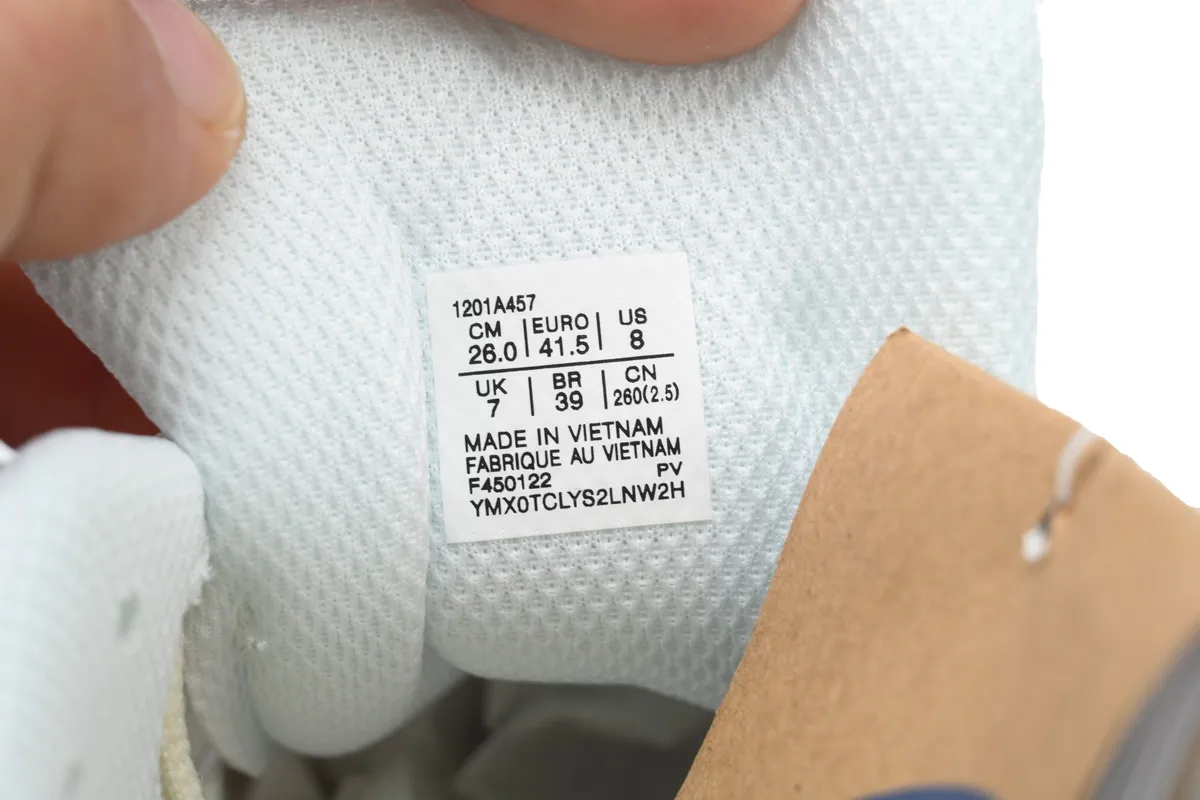 1201A457
CM | EURO | US
26.0 | 41.5 | 8
UK | BR | CN
7 | 39 | 260(2.5)
MADE IN VIETNAM
FABRIQUE AU VIETNAM
F450122 PV
YMX0TCLYS2LNW2H